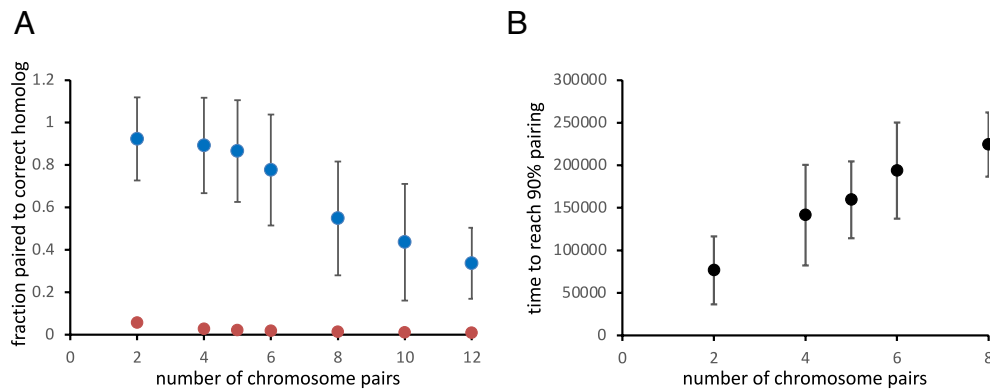 A
B
fraction paired to correct homolog
1.2
1
0.8
0.6
0.4
0.2
0
0 2 4 6 8 10 12
number of chromosome pairs
time to reach 90% pairing
300000
250000
200000
150000
100000
50000
0
0 2 4 6 8
number of chromosome pairs